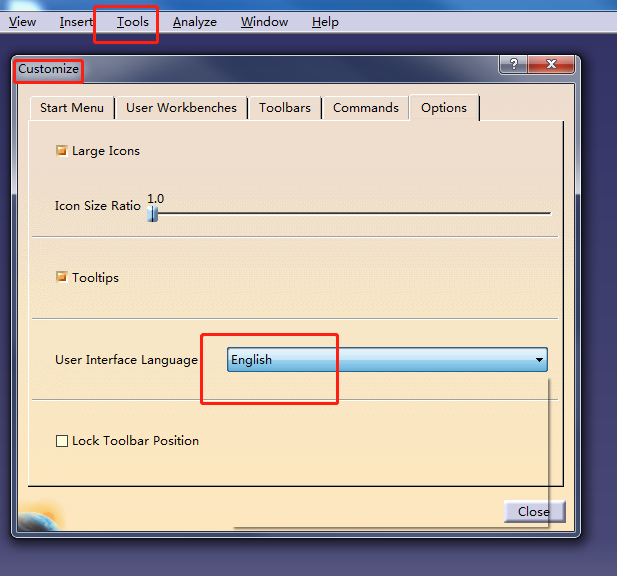 View Insert Tools Analyze Window Help
Customize
?
Start Menu User Workbenches Toolbars Commands Options
Large Icons
1.0
Icon Size Ratio
Tooltips
User Interface Language English
Lock Toolbar Position
Close